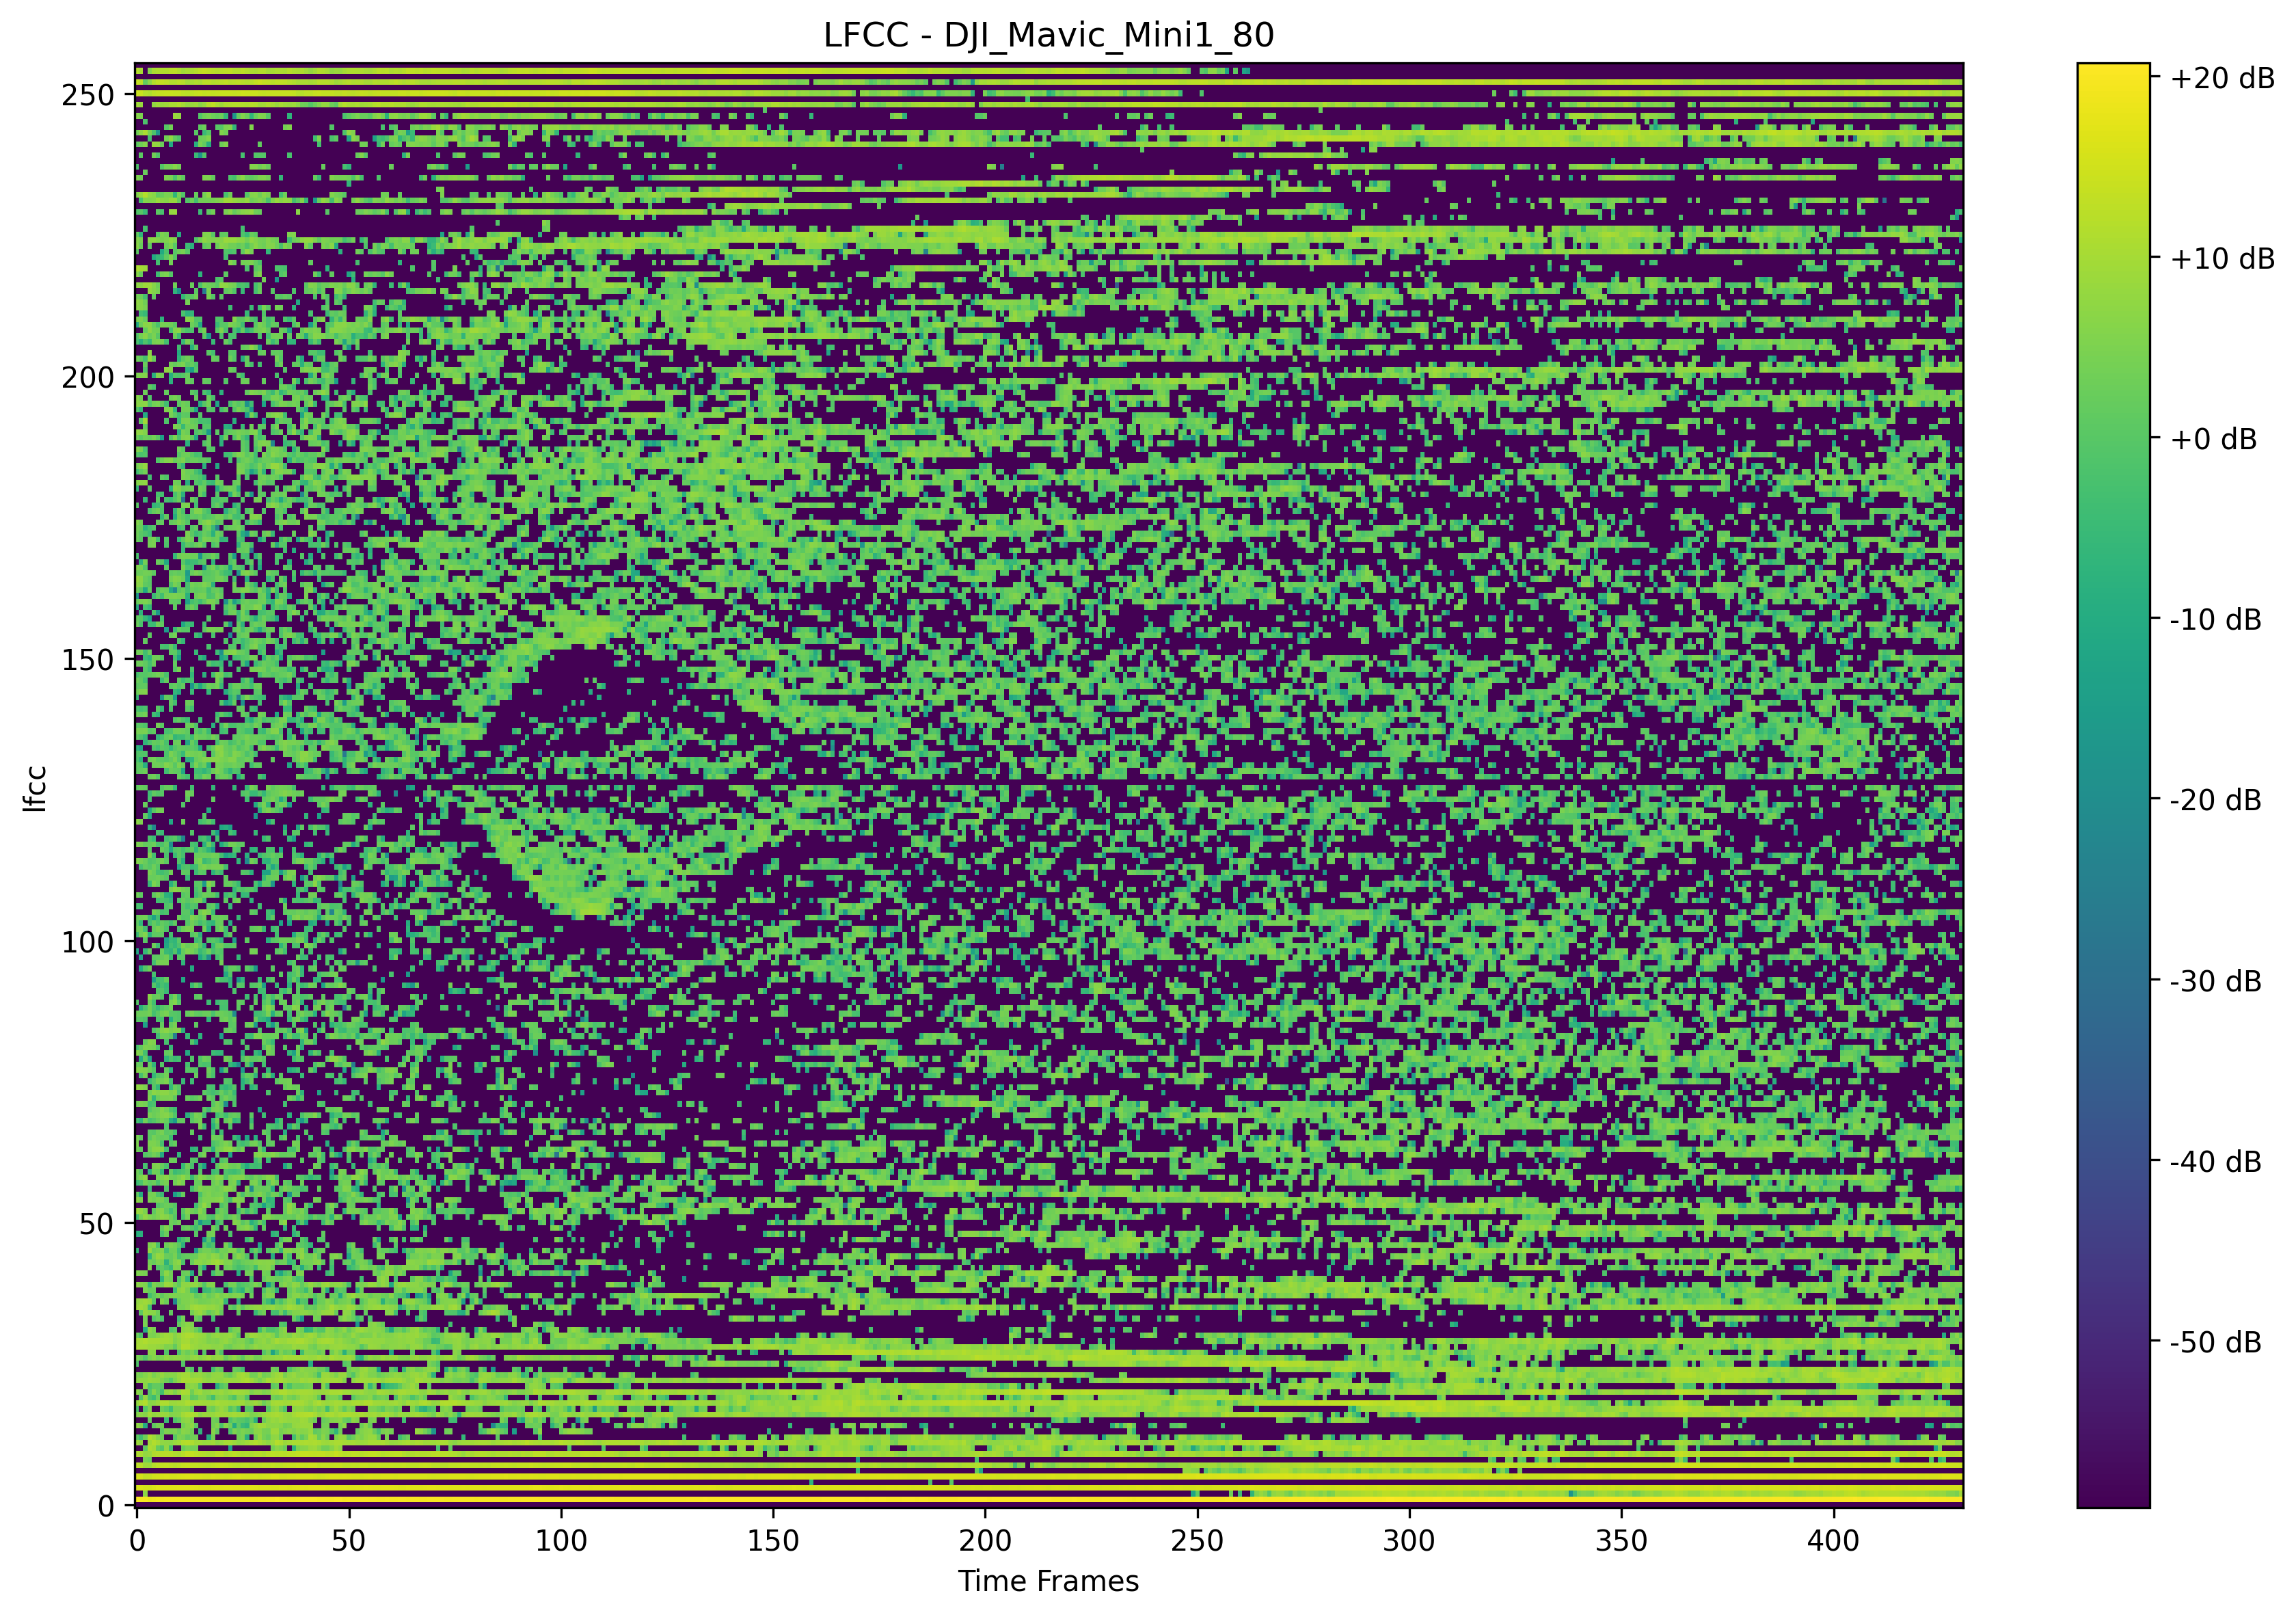 LFCC - DJI_Mavic_Mini1_80
250
200
150
100
50
0
lfcc
0 50 100 150 200 250 300 350 400
Time Frames
+20 dB
+10 dB
+0 dB
-10 dB
-20 dB
-30 dB
-40 dB
-50 dB